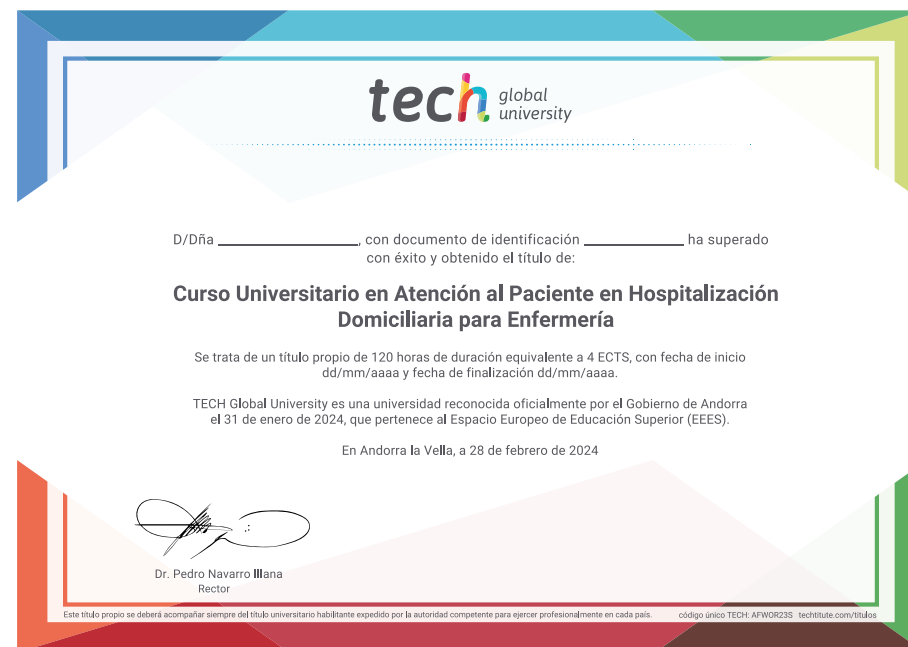 tech global university
D/Dña ____________________, con documento de identificación ______________ ha superado
con éxito y obtenido el título de:
Curso Universitario en Atención al Paciente en Hospitalización
Domiciliaria para Enfermería
Se trata de un título propio de 120 horas de duración equivalente a 4 ECTS, con fecha de inicio
dd/mm/aaaa y fecha de finalización dd/mm/aaaa.
TECH Global University es una universidad reconocida oficialmente por el Gobierno de Andorra
el 31 de enero de 2024, que pertenece al Espacio Europeo de Educación Superior (EEES).
En Andorra la Vella, a 28 de febrero de 2024
Dr. Pedro Navarro Illana
Rector
Este título propio se deberá acompañar siempre del título universitario habilitante expedido por la autoridad competente para ejercer profesionalmente en cada país. código único TECH: AFWOR23S techtitute.com/titulos